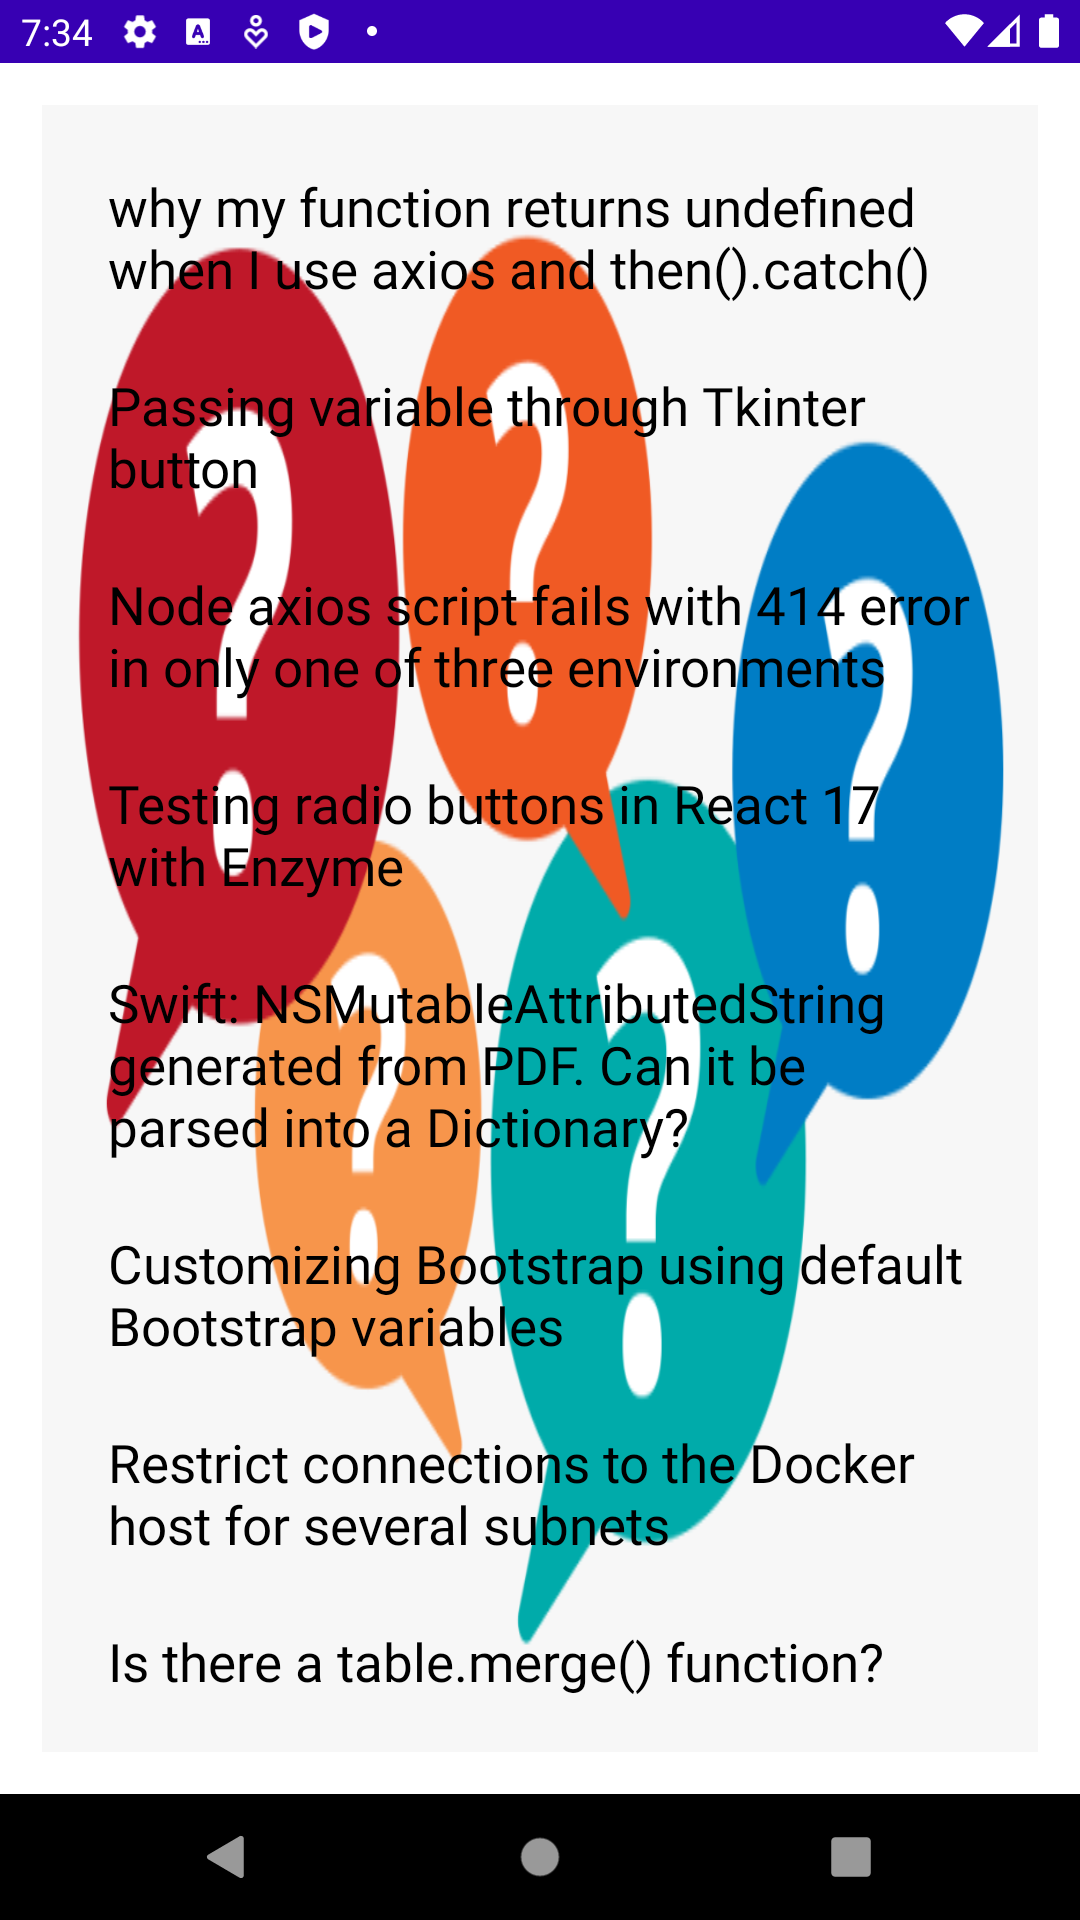 7:34
why my function returns undefined
when I use axios and then().catch()
Passing variable through Tkinter
button
Node axios script fails with 414 error
in only one of three environments
Testing radio buttons in React 17
with Enzyme
Swift: NSMutableAttributedString
generated from PDF. Can it be
parsed into a Dictionary?
Customizing Bootstrap using default
Bootstrap variables
Restrict connections to the Docker
host for several subnets
Is there a table.merge() function?